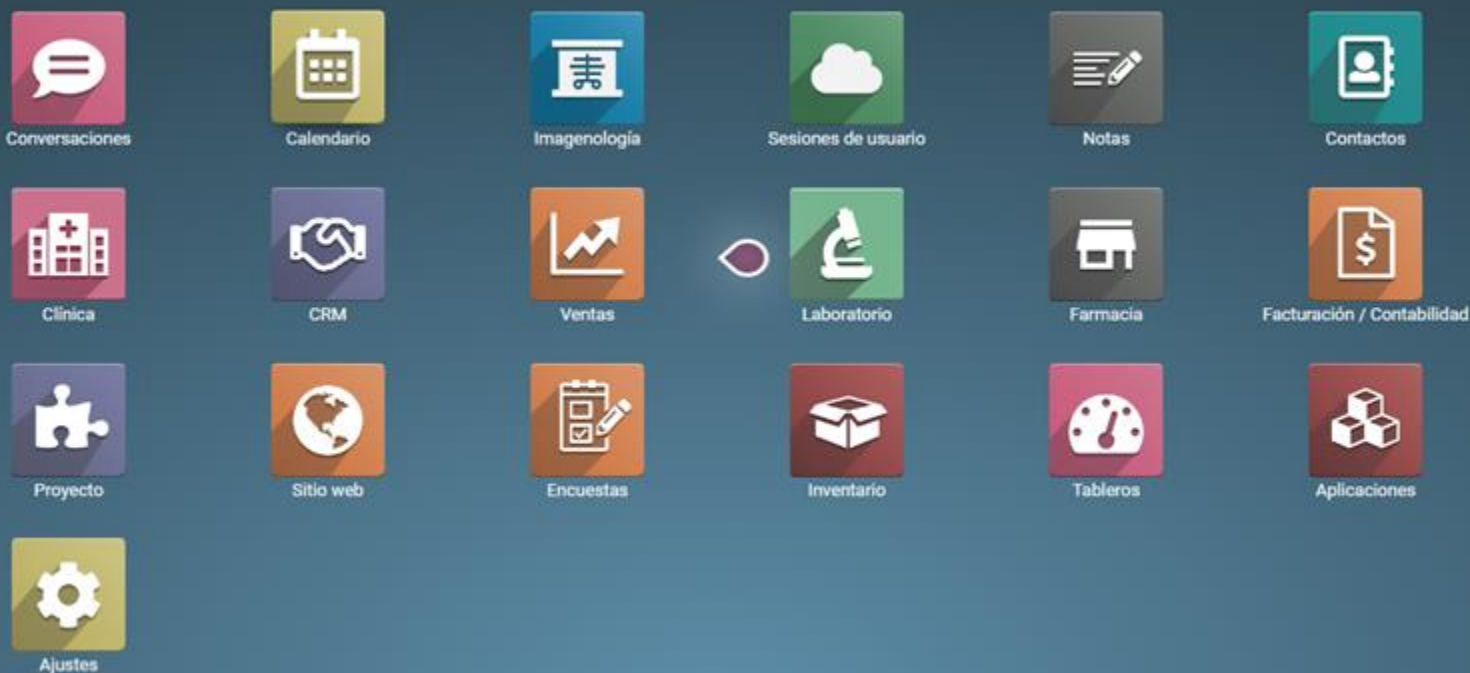 Conversaciones
Calendario
Imagenología
Sesiones de usuario
Notas
Contactos
Clínica
CRM
Ventas
Laboratorio
Farmacia
Facturación / Contabilidad
Proyecto
Sitio web
Encuestas
Inventario
Tableros
Aplicaciones
Ajustes